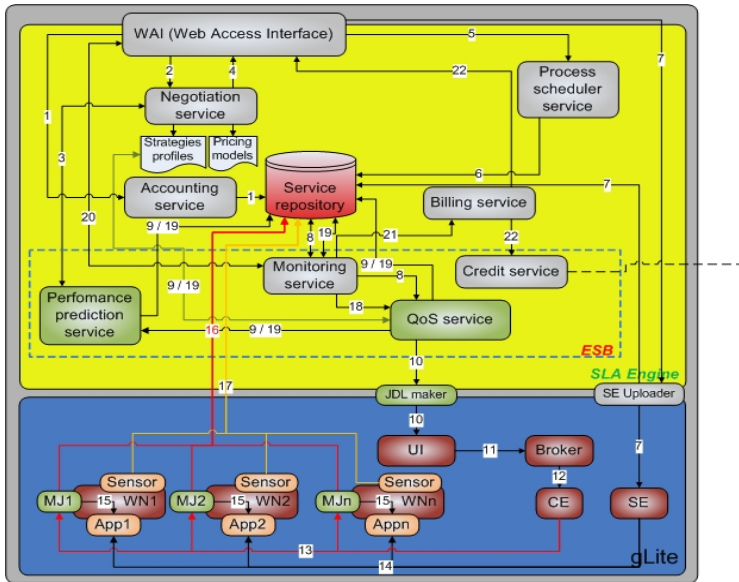 WAI (Web Access Interface)
5
7
2
4
22
Process
scheduler
service
1
3
Negotiation
service
Strategies
profiles
Pricing
models
6
7
Accounting
service
1
Service
repository
Billing service
20
9 / 19
8
19
21
22
Monitoring
service
9 / 19
8
Credit service
9 / 19
Perfomance
prediction
service
18
QoS service
16
9 / 19
ESB
10
SLA Engine
17
JDL maker
SE Uploader
10
UI
11
Broker
7
12
Sensor
Sensor
Sensor
MJ1
15
WN1
MJ2
15
WN2
MJn
15
WNn
CE
SE
App1
App2
Appn
13
14
gLite